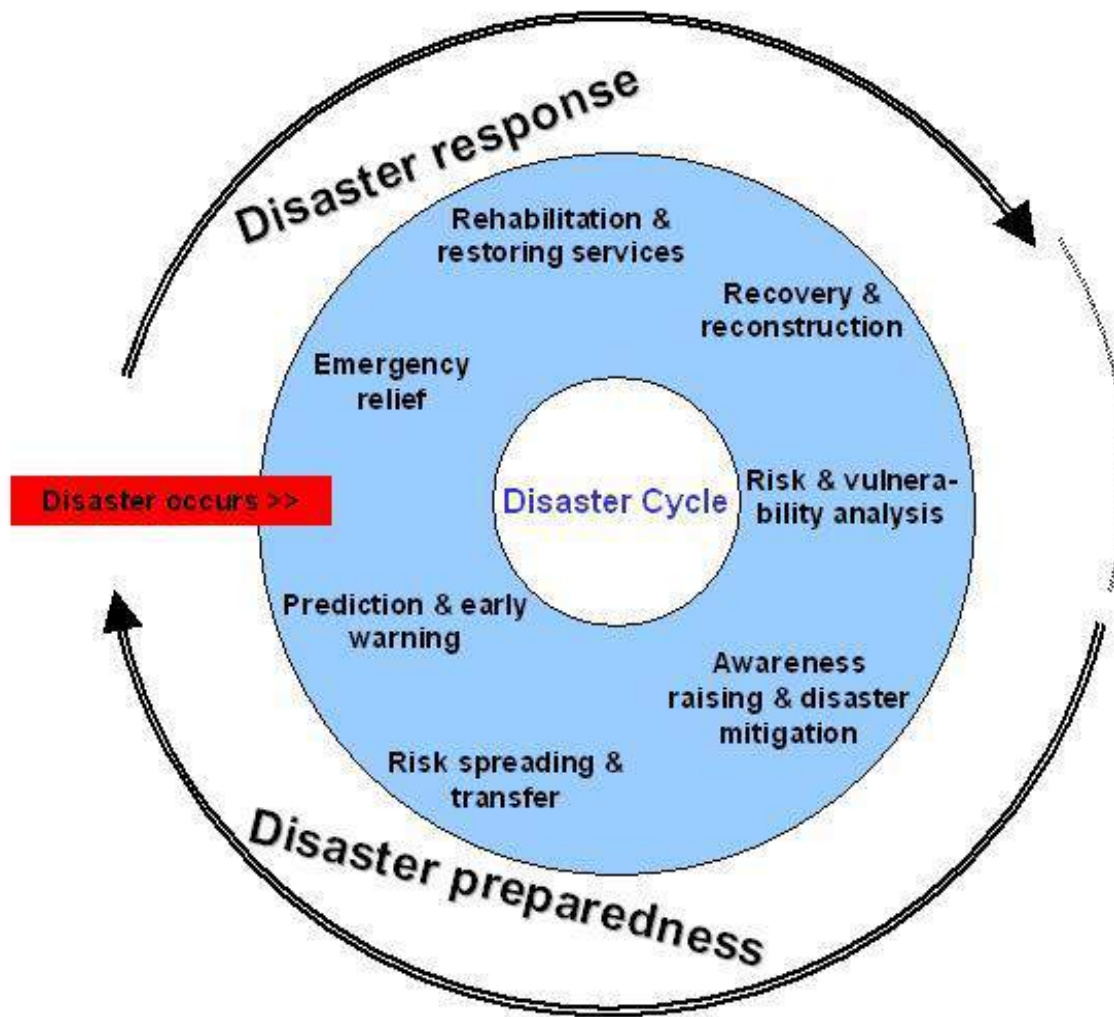 Disaster response
Rehabilitation &
restoring services
Recovery &
reconstruction
Emergency
relief
Disaster occurs >>
Disaster Cycle
Risk & vulnera-
bility analysis
Prediction & early
warning
Awareness
raising & disaster
mitigation
Risk spreading &
transfer
Disaster preparedness